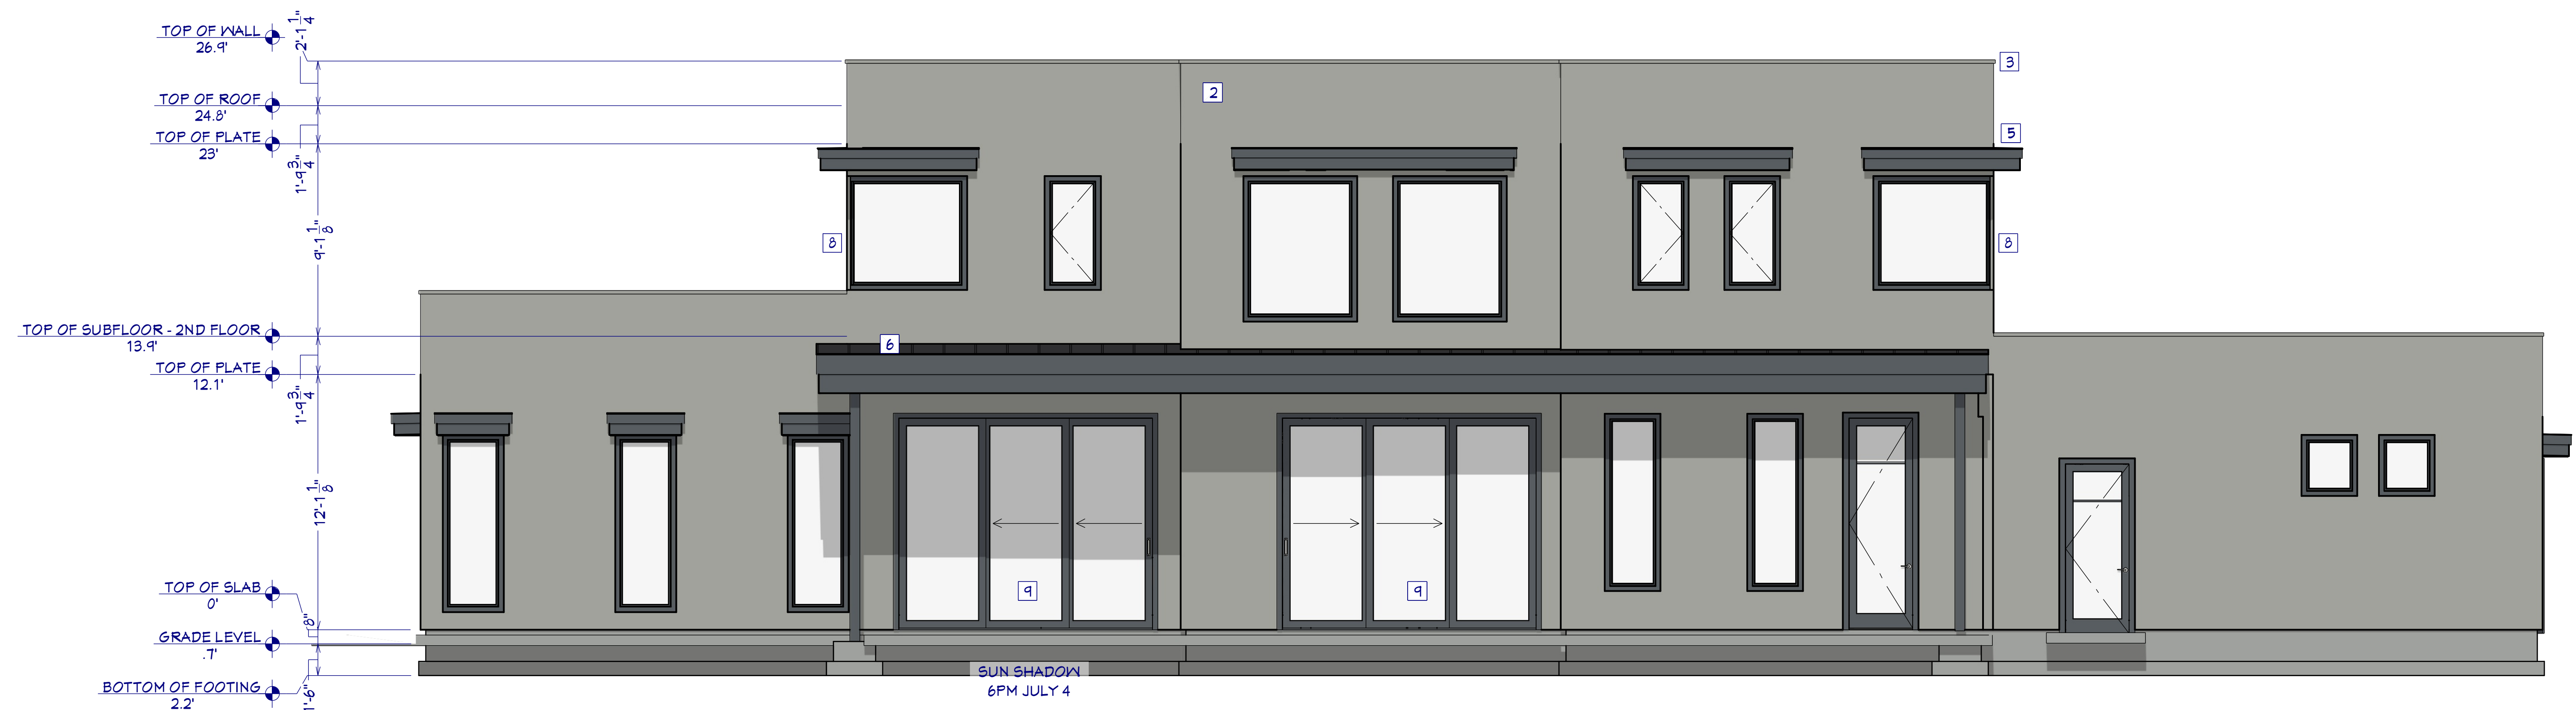 TOP OF WALL
26.9'
2'-1 1/4"
3
2
TOP OF ROOF
24.8'
1'-9 3/4"
5
TOP OF PLATE
23'
9'-1 1/8"
8
8
TOP OF SUBFLOOR - 2ND FLOOR
13.9'
6
1'-9 3/4"
TOP OF PLATE
12.1'
12'-1 1/8"
9
9
TOP OF SLAB
0'
8"
GRADE LEVEL
.7'
1'-6"
BOTTOM OF FOOTING
2.2'
SUN SHADOW
6PM JULY 4